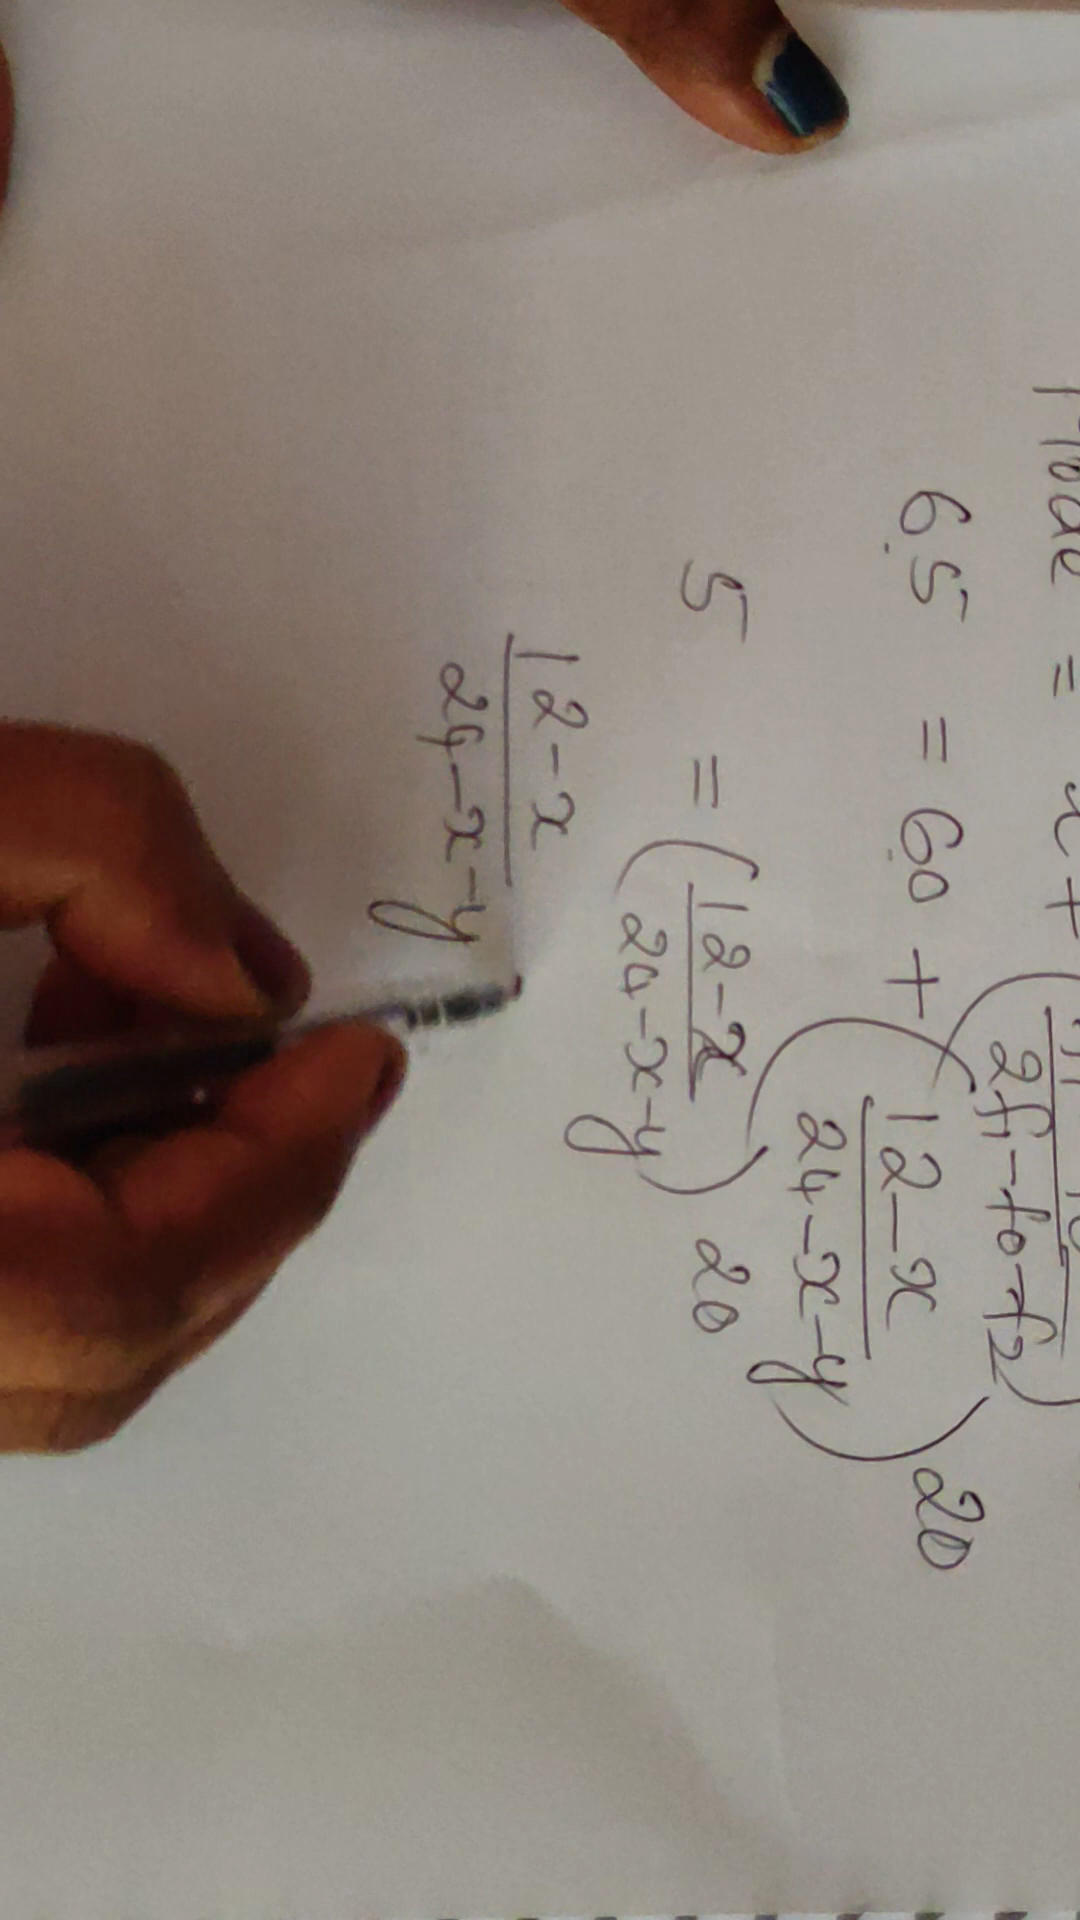 Mode = x + (f1 - f0 / 2f1 - f0 - f2)
65 = 60 + (12 - x / 24 - x - y) 20
5 = (12 - x / 24 - x - y) 20
12 - x / 24 - x - y